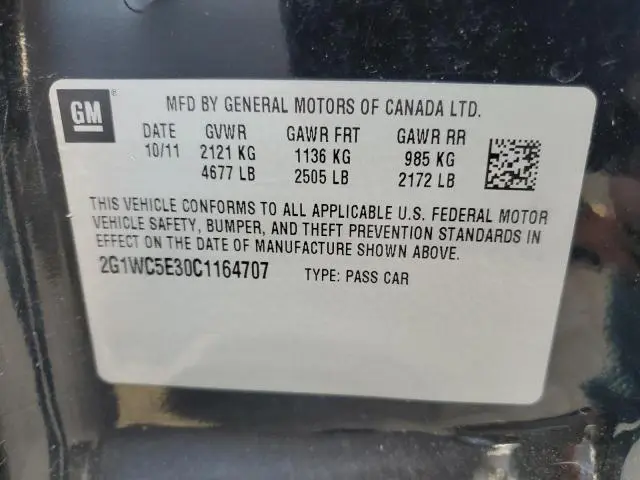 GM ®
MFD BY GENERAL MOTORS OF CANADA LTD.
DATE GVWR GAWR FRT GAWR RR
10/11 2121 KG 1136 KG 985 KG
4677 LB 2505 LB 2172 LB
THIS VEHICLE CONFORMS TO ALL APPLICABLE U.S. FEDERAL MOTOR
VEHICLE SAFETY, BUMPER, AND THEFT PREVENTION STANDARDS IN
EFFECT ON THE DATE OF MANUFACTURE SHOWN ABOVE.
2G1WC5E30C1164707 TYPE: PASS CAR